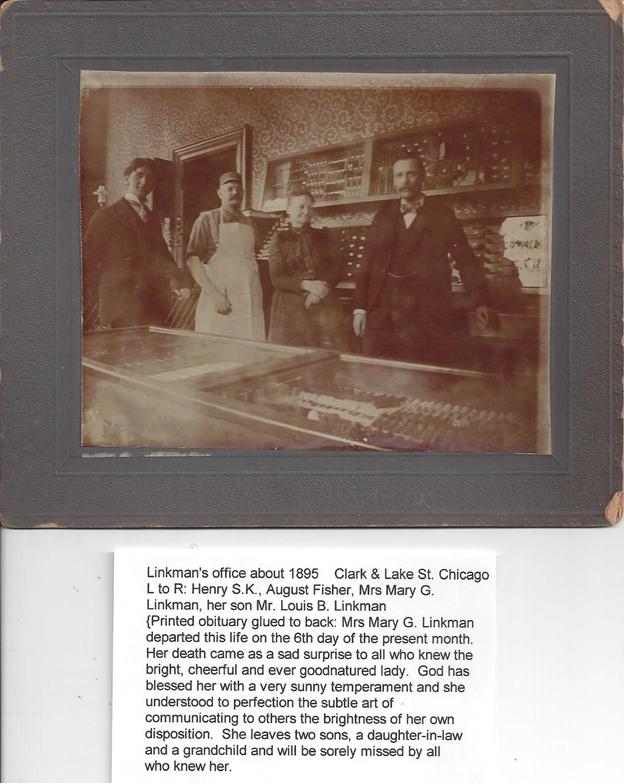 Linkman's office about 1895    Clark & Lake St. Chicago
L to R: Henry S.K., August Fisher, Mrs Mary G.
Linkman, her son Mr. Louis B. Linkman
{Printed obituary glued to back: Mrs Mary G. Linkman
departed this life on the 6th day of the present month.
Her death came as a sad surprise to all who knew the
bright, cheerful and ever goodnatured lady.  God has
blessed her with a very sunny temperament and she
understood to perfection the subtle art of
communicating to others the brightness of her own
disposition.  She leaves two sons, a daughter-in-law
and a grandchild and will be sorely missed by all
who knew her.